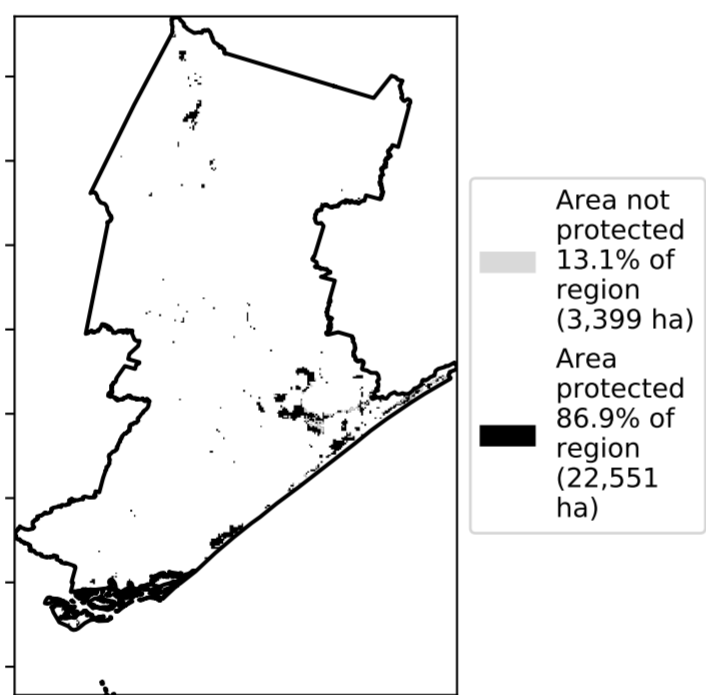 Area not
protected
13.1% of
region
(3,399 ha)
Area
protected
86.9% of
region
(22,551
ha)